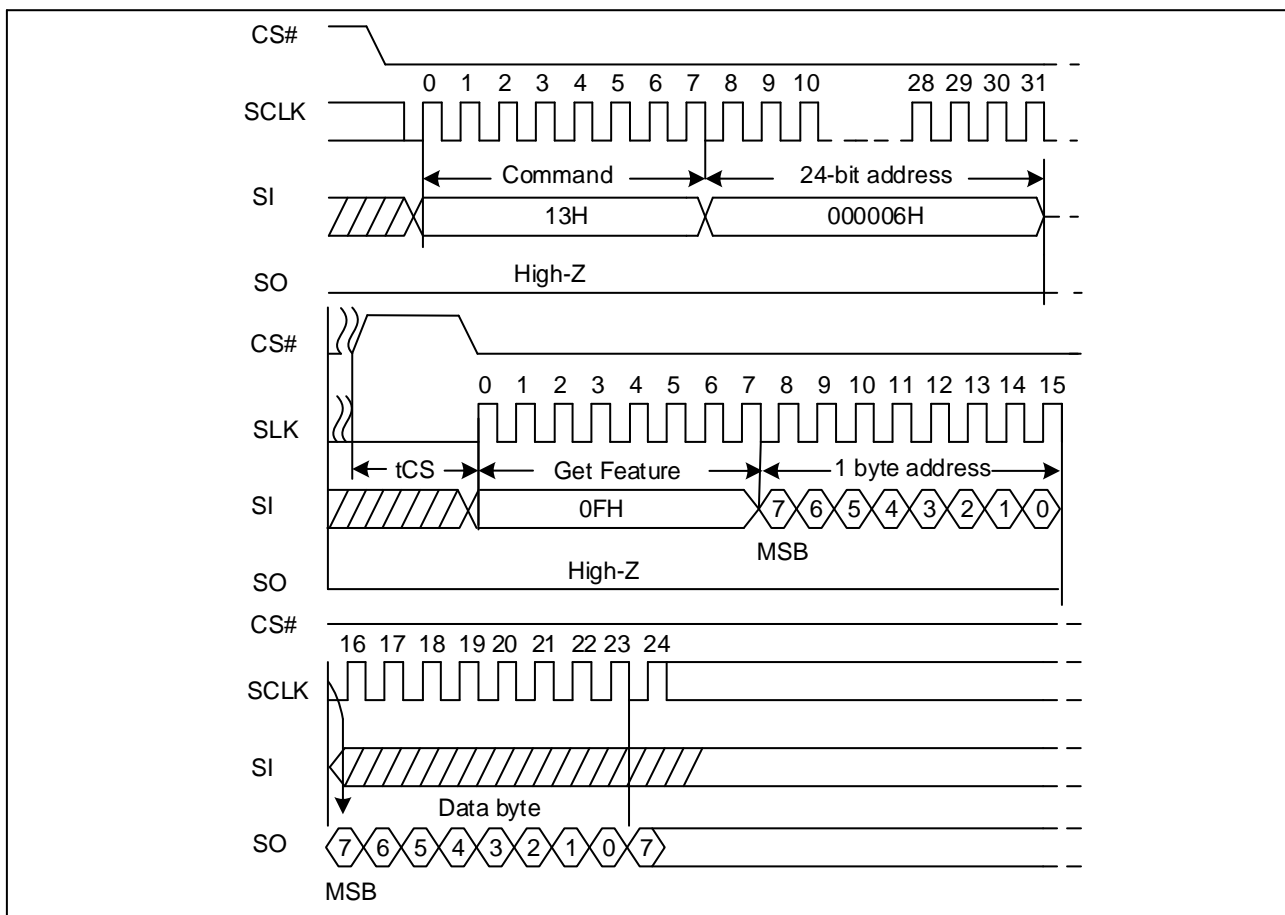 CS#
0 1 2 3 4 5 6 7 8 9 10 28 29 30 31
SCLK
Command 24-bit address
SI
13H 000006H
High-Z
SO
CS#
0 1 2 3 4 5 6 7 8 9 10 11 12 13 14 15
SLK
tCS Get Feature 1 byte address
SI
0FH 7 6 5 4 3 2 1 0
MSB
High-Z
SO
CS#
16 17 18 19 20 21 22 23 24
SCLK
SI
Data byte
SO
7 6 5 4 3 2 1 0 7
MSB